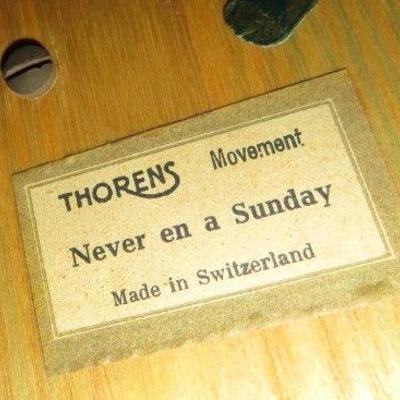 THORENS Movement
Never en a Sunday
Made in Switzerland